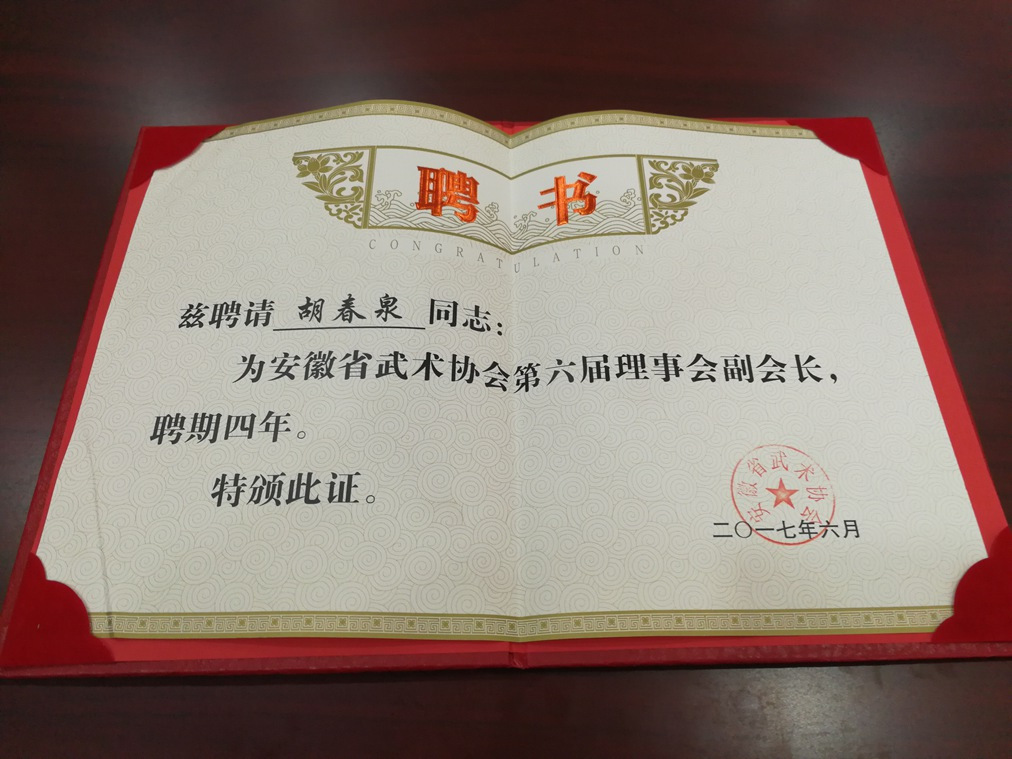 聘书
CONGRATULATION
兹聘请 胡春泉 同志：
为安徽省武术协会第六届理事会副会长，
聘期四年。
特颁此证。
安徽省武术协会
二〇一七年六月